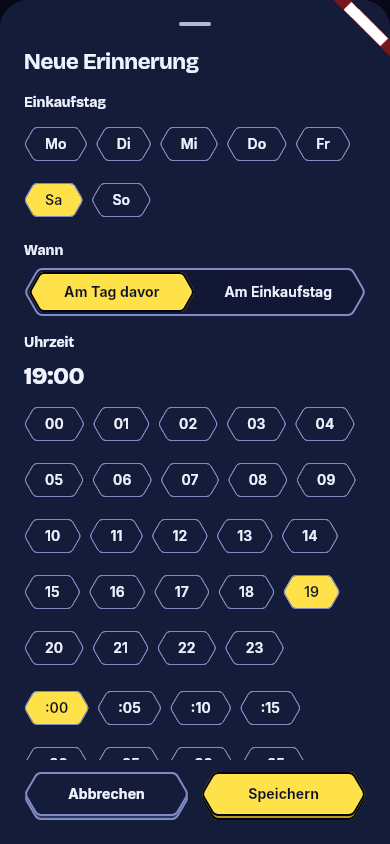 Neue Erinnerung
Einkaufstag
Mo Di Mi Do Fr
Sa So
Wann
Am Tag davor Am Einkaufstag
Uhrzeit
19:00
00 01 02 03 04
05 06 07 08 09
10 11 12 13 14
15 16 17 18 19
20 21 22 23
:00 :05 :10 :15
Abbrechen Speichern